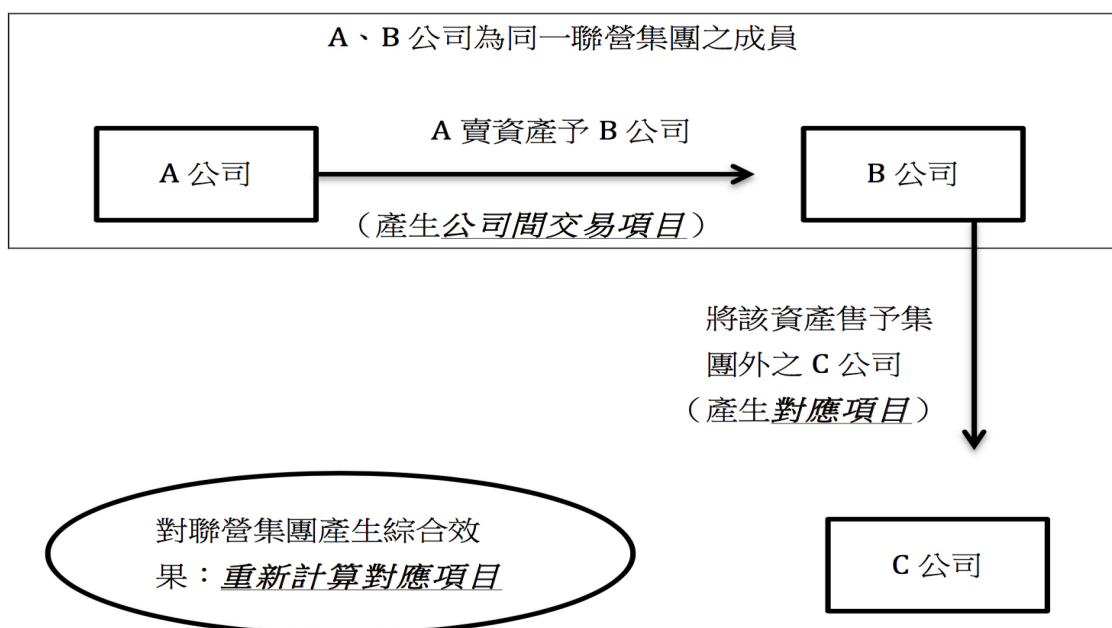 A、B 公司為同一聯營集團之成員
A 賣資產予 B 公司
A 公司
B 公司
（產生公司間交易項目）
將該資產售予集
團外之 C 公司
（產生對應項目）
對聯營集團產生綜合效
果：重新計算對應項目
C 公司